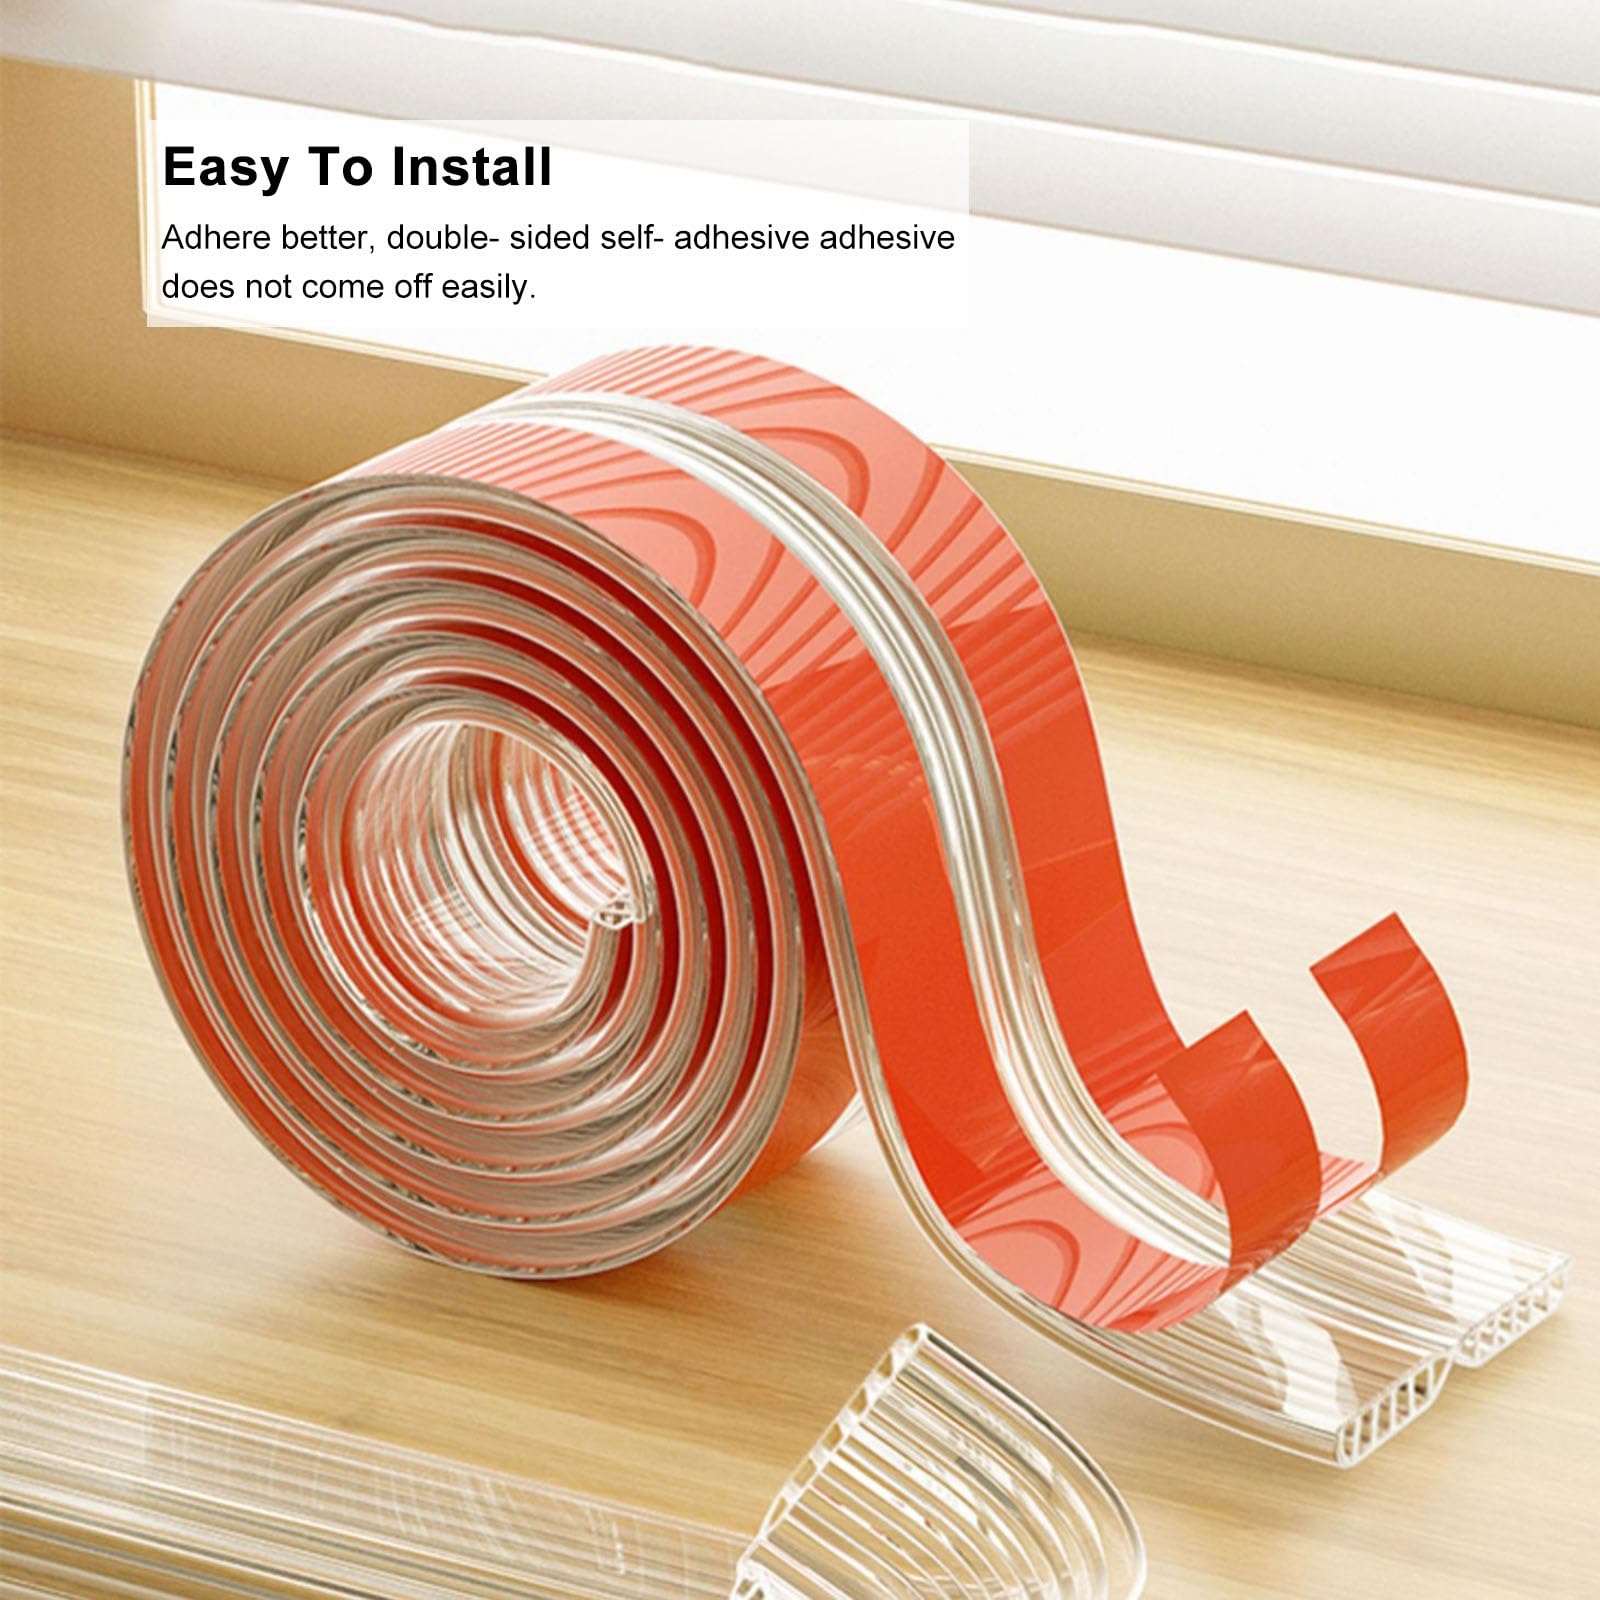 Easy To Install
Adhere better, double- sided self- adhesive adhesive
does not come off easily.